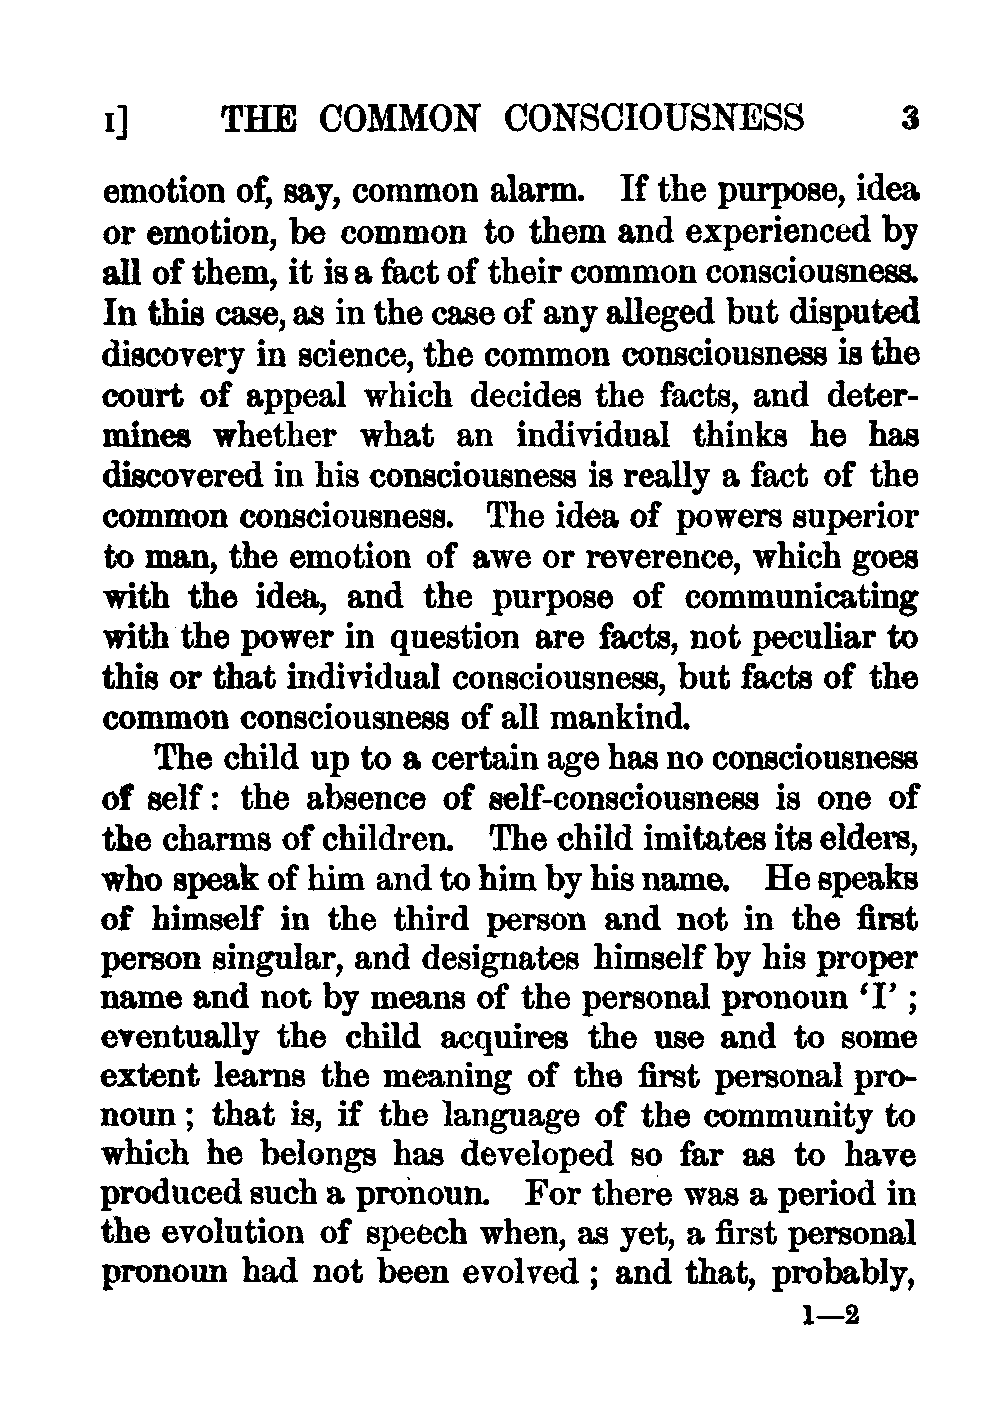 I] THE COMMON CONSCIOUSNESS 3
emotion of, say, common alarm. If the purpose, idea
or emotion, be common to them and experienced by
all of them, it is a fact of their common consciousness.
In this case, as in the case of any alleged but disputed
discovery in science, the common consciousness is the
court of appeal which decides the facts, and deter-
mines whether what an individual thinks he has
discovered in his consciousness is really a fact of the
common consciousness. The idea of powers superior
to man, the emotion of awe or reverence, which goes
with the idea, and the purpose of communicating
with the power in question are facts, not peculiar to
this or that individual consciousness, but facts of the
common consciousness of all mankind.
The child up to a certain age has no consciousness
of self : the absence of self-consciousness is one of
the charms of children. The child imitates its elders,
who speak of him and to him by his name. He speaks
of himself in the third person and not in the first
person singular, and designates himself by his proper
name and not by means of the personal pronoun ‘I’ ;
eventually the child acquires the use and to some
extent learns the meaning of the first personal pro-
noun ; that is, if the language of the community to
which he belongs has developed so far as to have
produced such a pronoun. For there was a period in
the evolution of speech when, as yet, a first personal
pronoun had not been evolved ; and that, probably,
1—2